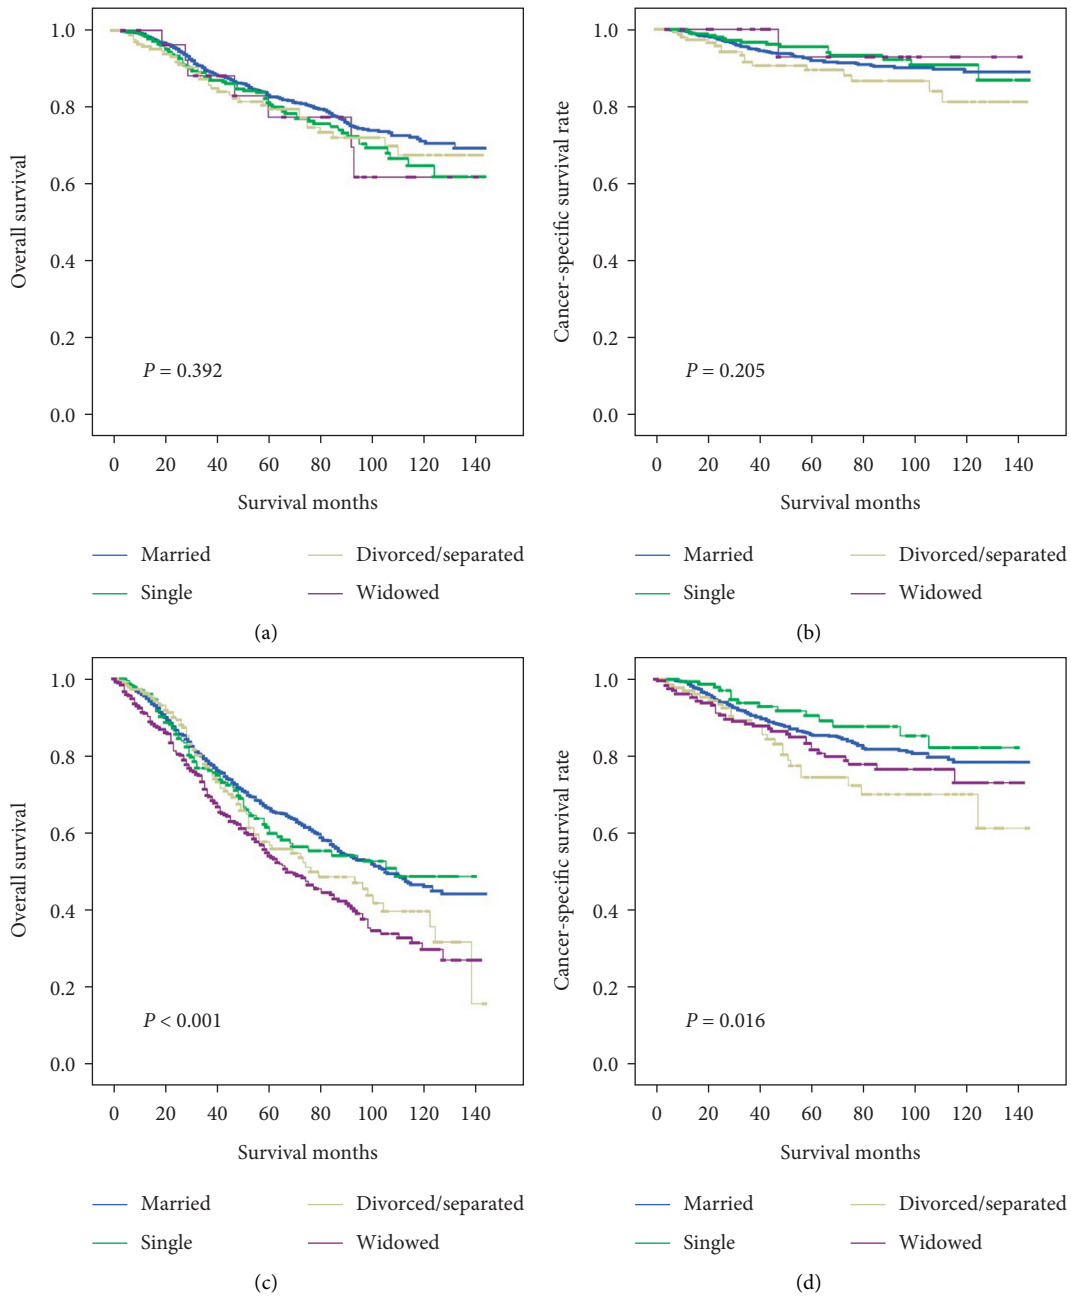 1.0
0.8
0.6
0.4
0.2
0.0
Overall survival
P = 0.392
0 20 40 60 80 100 120 140
Survival months
Married
Divorced/separated
Single
Widowed
(a)
1.0
0.8
0.6
0.4
0.2
0.0
Cancer-specific survival rate
P = 0.205
0 20 40 60 80 100 120 140
Survival months
Married
Divorced/separated
Single
Widowed
(b)
1.0
0.8
0.6
0.4
0.2
0.0
Overall survival
P < 0.001
0 20 40 60 80 100 120 140
Survival months
Married
Divorced/separated
Single
Widowed
(c)
1.0
0.8
0.6
0.4
0.2
0.0
Cancer-specific survival rate
P = 0.016
0 20 40 60 80 100 120 140
Survival months
Married
Divorced/separated
Single
Widowed
(d)